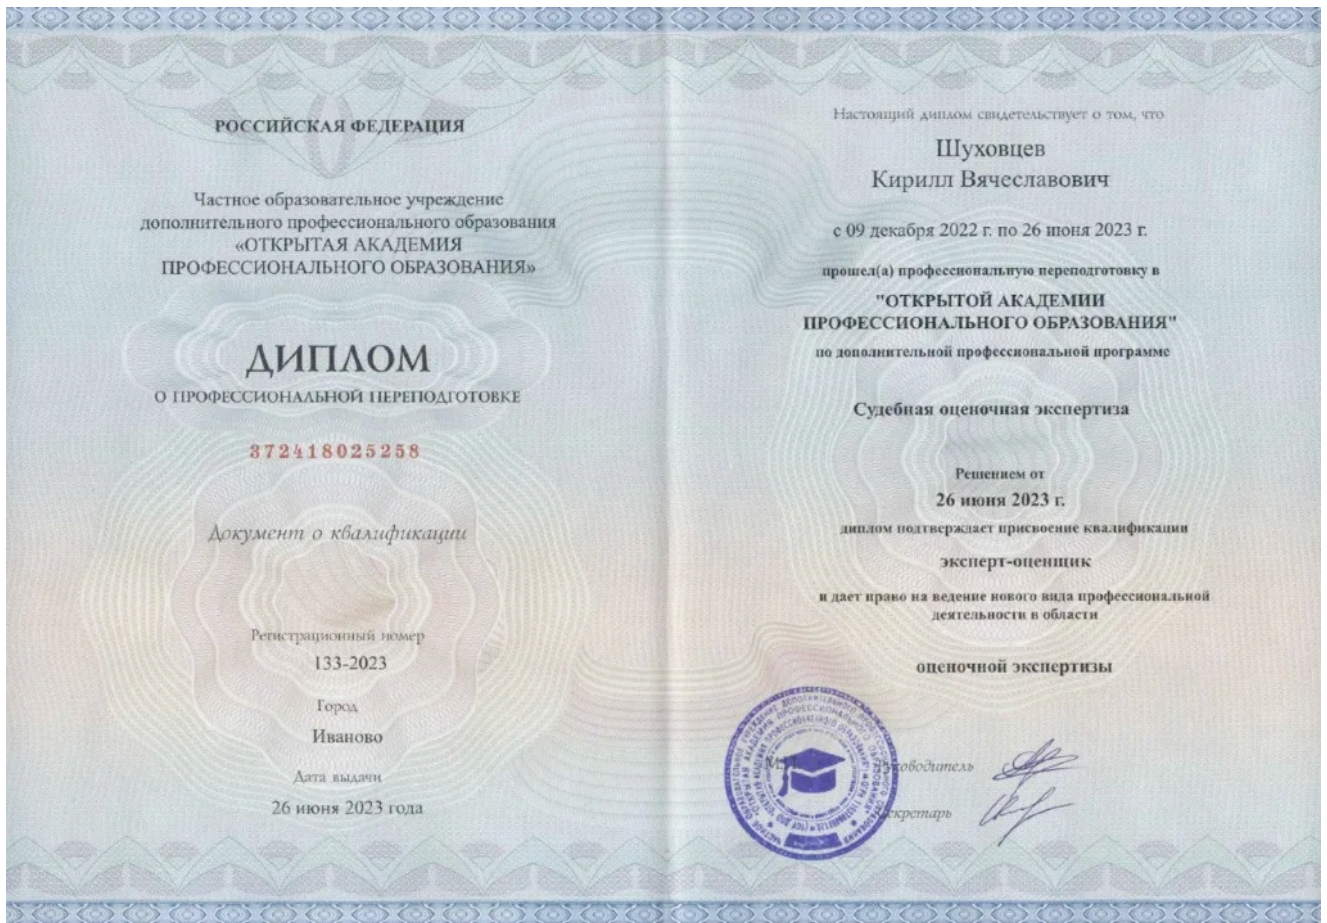 РОССИЙСКАЯ ФЕДЕРАЦИЯ
Частное образовательное учреждение
дополнительного профессионального образования
«ОТКРЫТАЯ АКАДЕМИЯ
ПРОФЕССИОНАЛЬНОГО ОБРАЗОВАНИЯ»
ДИПЛОМ
О ПРОФЕССИОНАЛЬНОЙ ПЕРЕПОДГОТОВКЕ
372418025258
Документ о квалификации
Регистрационный номер
133-2023
Город
Иваново
Дата выдачи
26 июня 2023 года
Настоящий диплом свидетельствует о том, что
Шуховцев
Кирилл Вячеславович
с 09 декабря 2022 г. по 26 июня 2023 г.
прошел(а) профессиональную переподготовку в
"ОТКРЫТОЙ АКАДЕМИИ
ПРОФЕССИОНАЛЬНОГО ОБРАЗОВАНИЯ"
по дополнительной профессиональной программе
Судебная оценочная экспертиза
Решением от
26 июня 2023 г.
диплом подтверждает присвоение квалификации
эксперт-оценщик
и дает право на ведение нового вида профессиональной
деятельности в области
оценочной экспертизы
М.П.
Руководитель
Секретарь